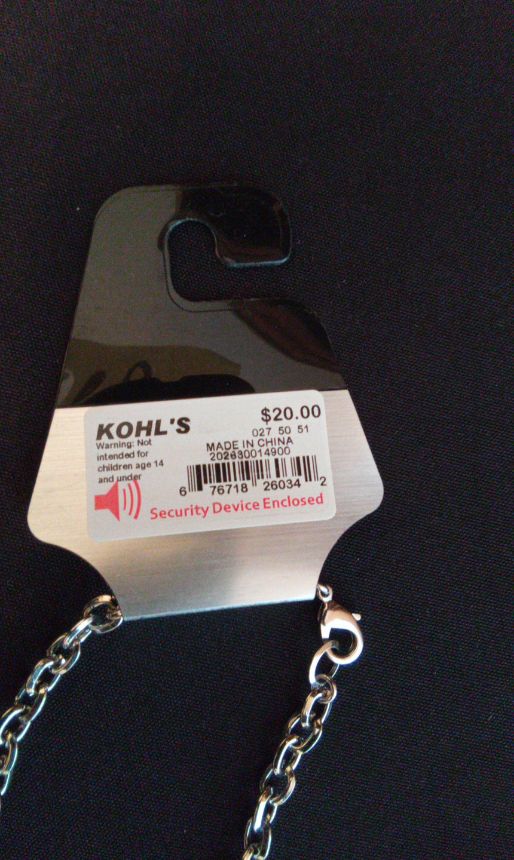 KOHL'S
$20.00
Warning: Not
intended for
children age 14
and under
027 50 51
MADE IN CHINA
202630014900
6 76718 26034 2
Security Device Enclosed